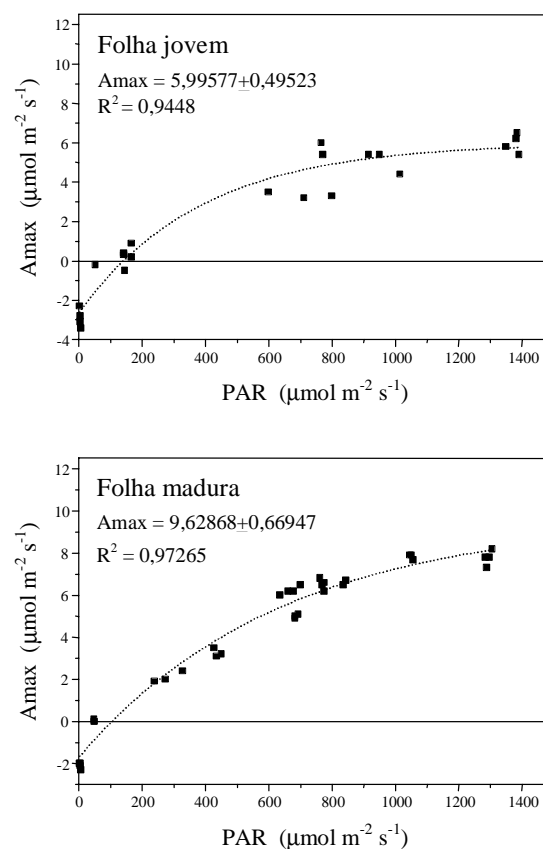 12
10
8
6
4
2
0
-2
-4
Amax (μmol m-2 s-1)
Folha jovem
Amax = 5,99577+0,49523
R2 = 0,9448
0 200 400 600 800 1000 1200 1400
PAR (μmol m-2 s-1)
12
10
8
6
4
2
0
-2
Amax (μmol m-2 s-1)
Folha madura
Amax = 9,62868±0,66947
R2 = 0,97265
0 200 400 600 800 1000 1200 1400
PAR (μmol m-2 s-1)